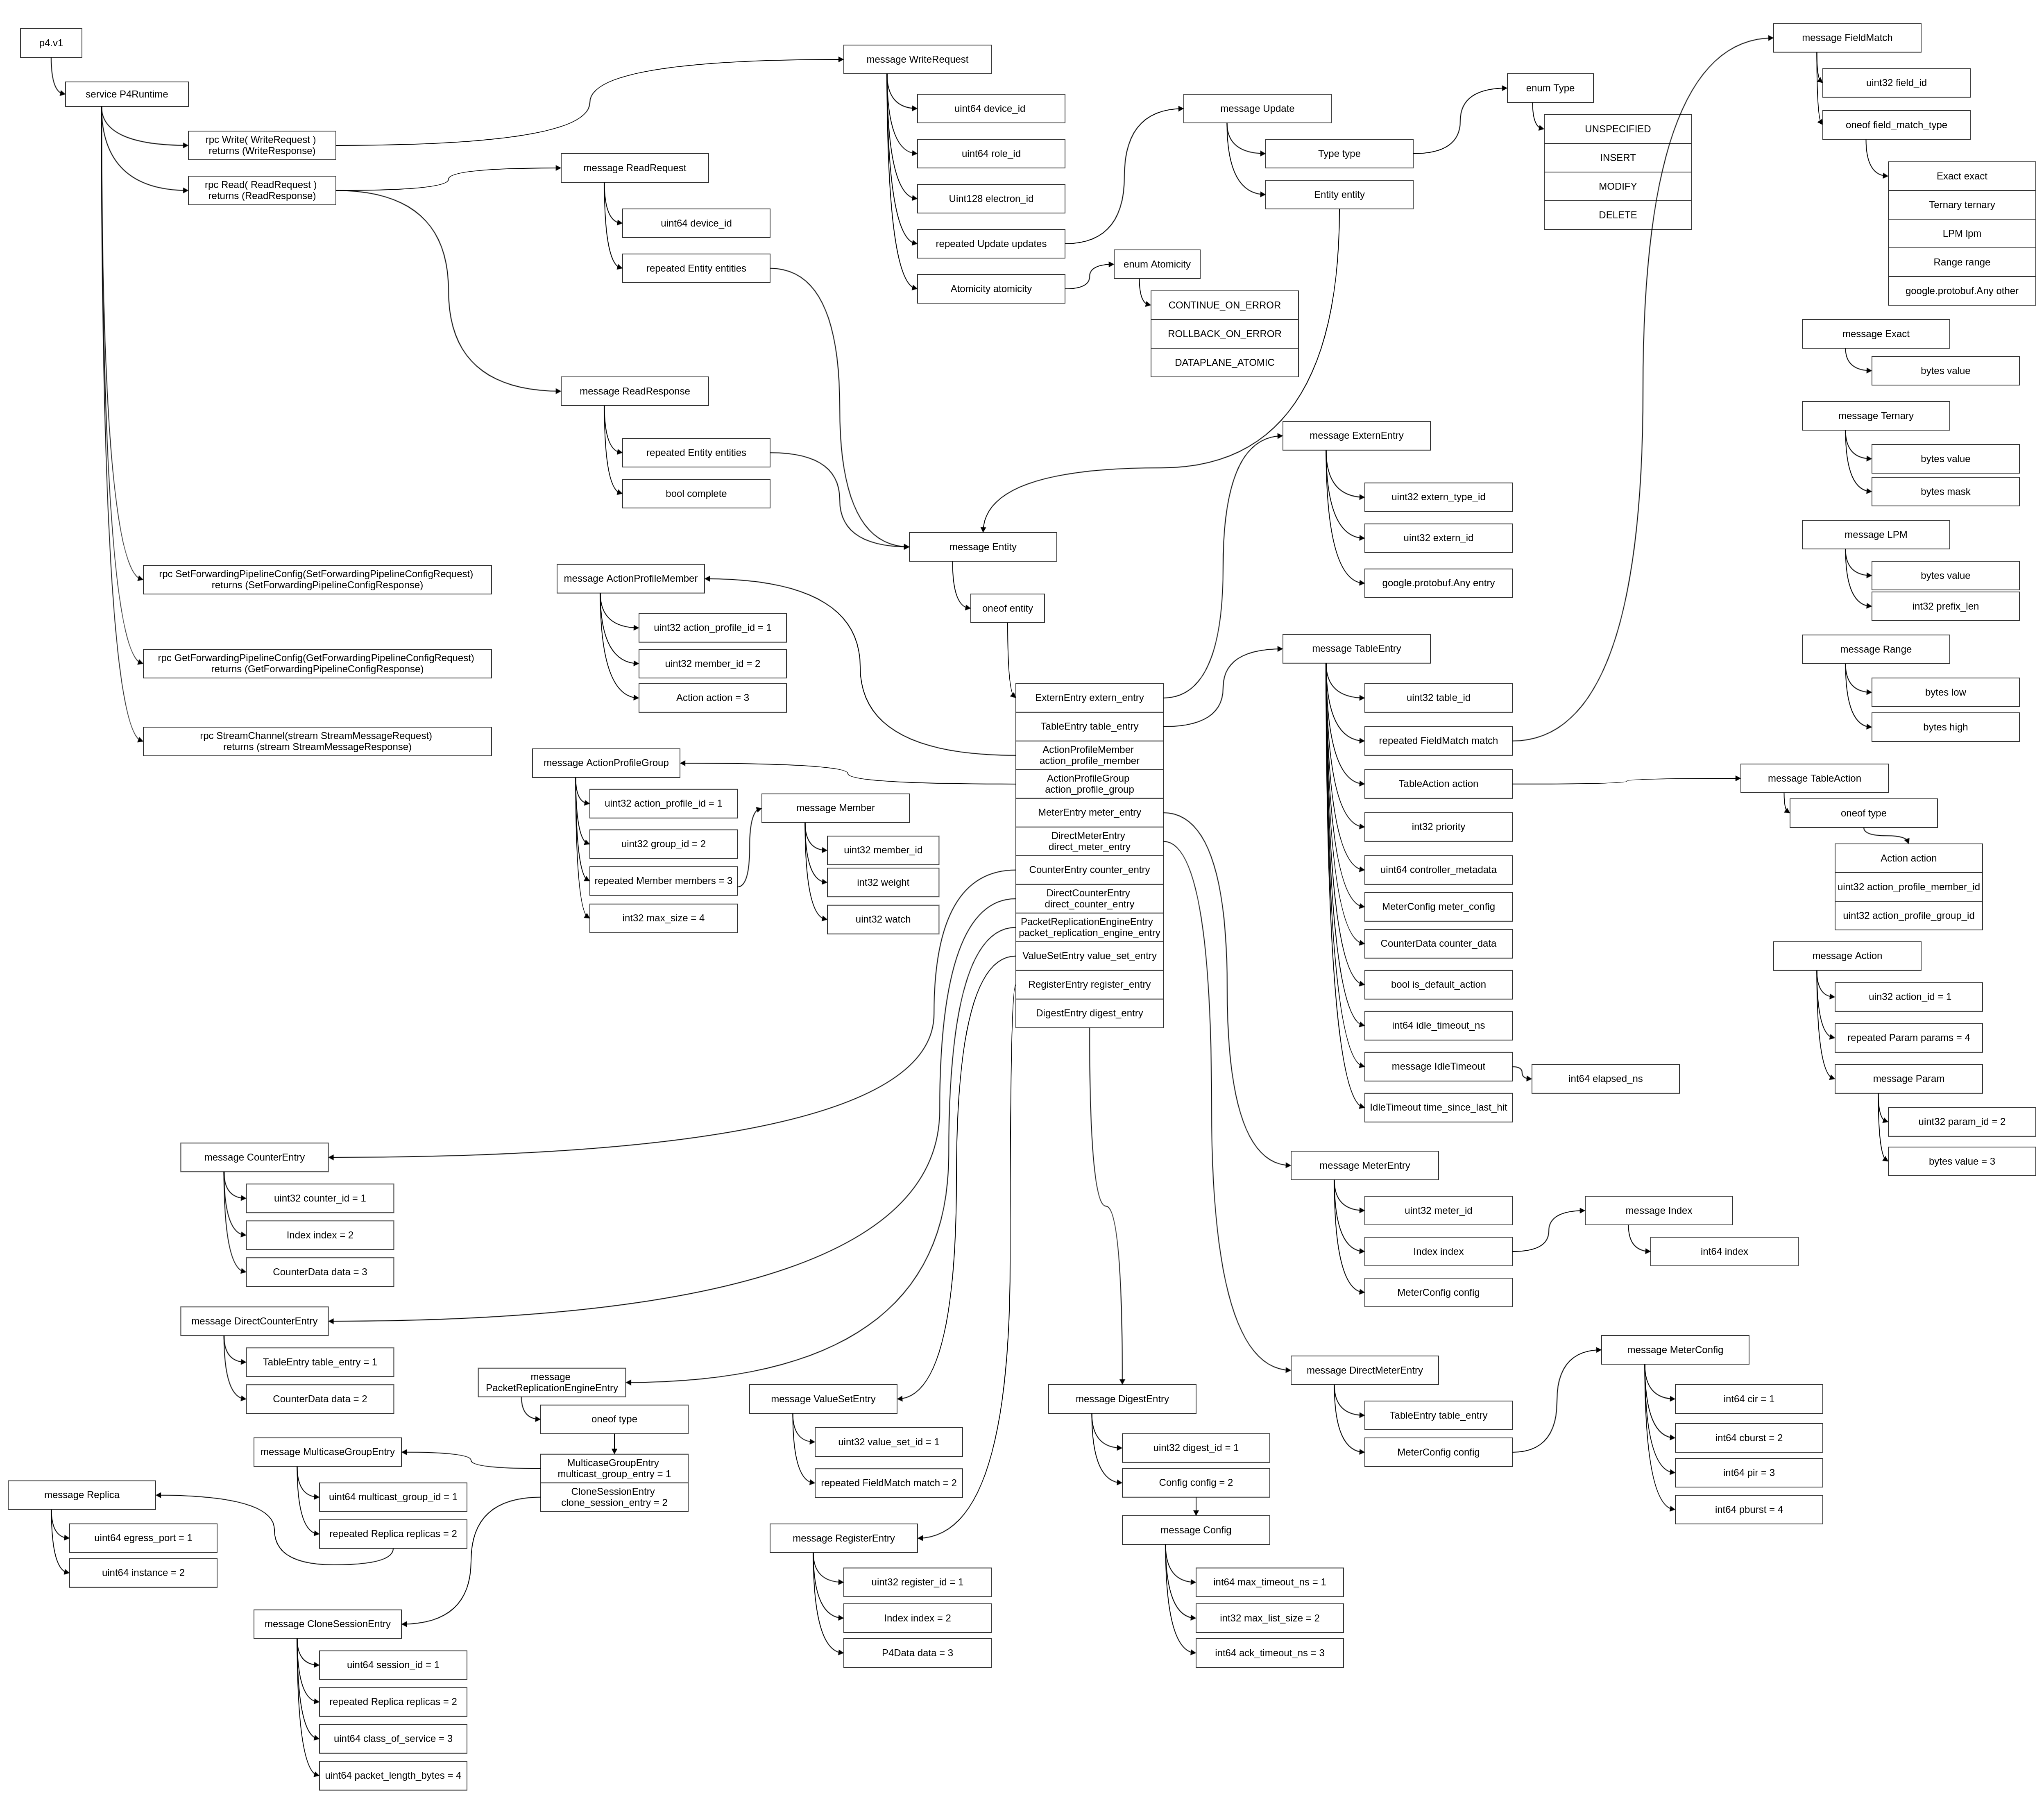 p4.v1
service P4Runtime
rpc Write( WriteRequest )
returns (WriteResponse)
rpc Read( ReadRequest )
returns (ReadResponse)
rpc SetForwardingPipelineConfig(SetForwardingPipelineConfigRequest)
returns (SetForwardingPipelineConfigResponse)
rpc GetForwardingPipelineConfig(GetForwardingPipelineConfigRequest)
returns (GetForwardingPipelineConfigResponse)
rpc StreamChannel(stream StreamMessageRequest)
returns (stream StreamMessageResponse)
message ReadRequest
uint64 device_id
repeated Entity entities
message ReadResponse
repeated Entity entities
bool complete
message WriteRequest
uint64 device_id
uint64 role_id
Uint128 electron_id
repeated Update updates
Atomicity atomicity
message Update
Type type
Entity entity
enum Type
UNSPECIFIED
INSERT
MODIFY
DELETE
enum Atomicity
CONTINUE_ON_ERROR
ROLLBACK_ON_ERROR
DATAPLANE_ATOMIC
message FieldMatch
uint32 field_id
oneof field_match_type
Exact exact
Ternary ternary
LPM lpm
Range range
google.protobuf.Any other
message Exact
bytes value
message Ternary
bytes value
bytes mask
message LPM
bytes value
int32 prefix_len
message Range
bytes low
bytes high
message Entity
oneof entity
ExternEntry extern_entry
TableEntry table_entry
ActionProfileMember
action_profile_member
ActionProfileGroup
action_profile_group
MeterEntry meter_entry
DirectMeterEntry
direct_meter_entry
CounterEntry counter_entry
DirectCounterEntry
direct_counter_entry
PacketReplicationEngineEntry
packet_replication_engine_entry
ValueSetEntry value_set_entry
RegisterEntry register_entry
DigestEntry digest_entry
message ExternEntry
uint32 extern_type_id
uint32 extern_id
google.protobuf.Any entry
message TableEntry
uint32 table_id
repeated FieldMatch match
TableAction action
int32 priority
uint64 controller_metadata
MeterConfig meter_config
CounterData counter_data
bool is_default_action
int64 idle_timeout_ns
message IdleTimeout
int64 elapsed_ns
IdleTimeout time_since_last_hit
message TableAction
oneof type
Action action
uint32 action_profile_member_id
uint32 action_profile_group_id
message Action
uin32 action_id = 1
repeated Param params = 4
message Param
uint32 param_id = 2
bytes value = 3
message ActionProfileMember
uint32 action_profile_id = 1
uint32 member_id = 2
Action action = 3
message ActionProfileGroup
uint32 action_profile_id = 1
uint32 group_id = 2
repeated Member members = 3
int32 max_size = 4
message Member
uint32 member_id
int32 weight
uint32 watch
message CounterEntry
uint32 counter_id = 1
Index index = 2
CounterData data = 3
message DirectCounterEntry
TableEntry table_entry = 1
CounterData data = 2
message
PacketReplicationEngineEntry
oneof type
MulticaseGroupEntry
multicast_group_entry = 1
CloneSessionEntry
clone_session_entry = 2
message MulticaseGroupEntry
uint64 multicast_group_id = 1
repeated Replica replicas = 2
message Replica
uint64 egress_port = 1
uint64 instance = 2
message CloneSessionEntry
uint64 session_id = 1
repeated Replica replicas = 2
uint64 class_of_service = 3
uint64 packet_length_bytes = 4
message ValueSetEntry
uint32 value_set_id = 1
repeated FieldMatch match = 2
message RegisterEntry
uint32 register_id = 1
Index index = 2
P4Data data = 3
message DigestEntry
uint32 digest_id = 1
Config config = 2
message Config
int64 max_timeout_ns = 1
int32 max_list_size = 2
int64 ack_timeout_ns = 3
message MeterEntry
uint32 meter_id
Index index
MeterConfig config
message Index
int64 index
message DirectMeterEntry
TableEntry table_entry
MeterConfig config
message MeterConfig
int64 cir = 1
int64 cburst = 2
int64 pir = 3
int64 pburst = 4